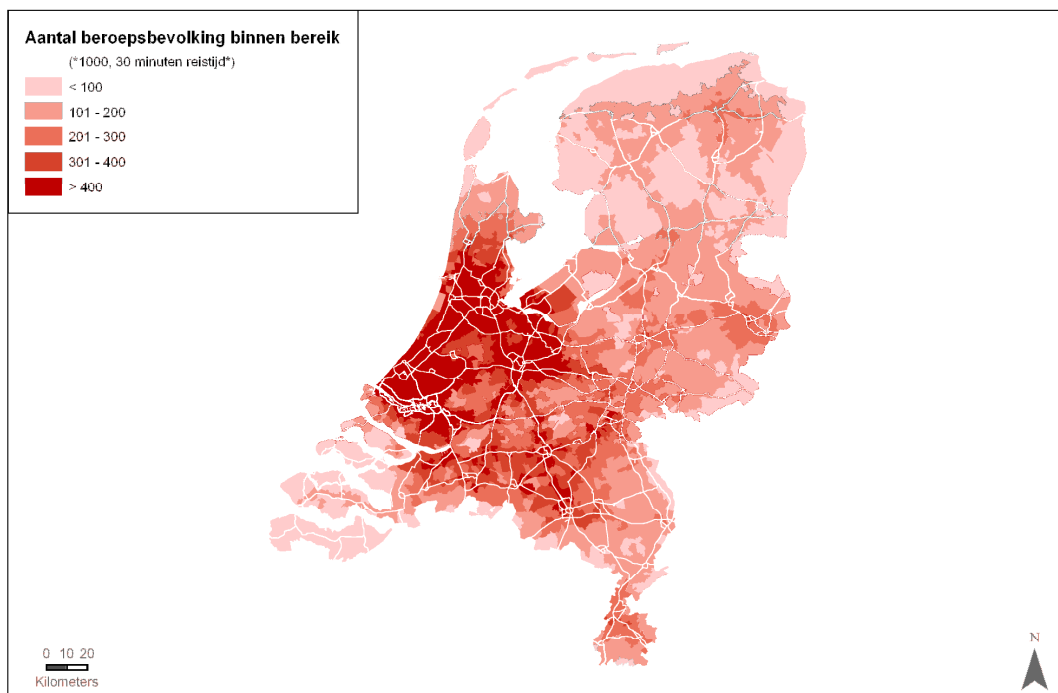 Aantal beroepsbevolking binnen bereik
(*1000, 30 minuten reistijd*)
< 100
101 - 200
201 - 300
301 - 400
> 400
0 10 20
Kilometers
N